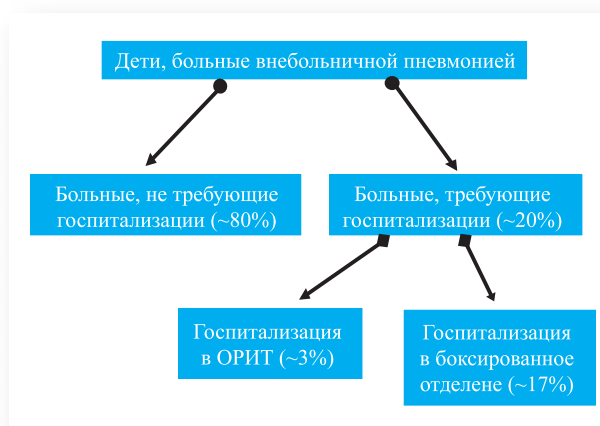 Дети, больные внебольничной пневмонией
Больные, не требующие
госпитализации (~80%)
Больные, требующие
госпитализации (~20%)
Госпитализация
в ОРИТ (~3%)
Госпитализация
в боксированное
отделене (~17%)